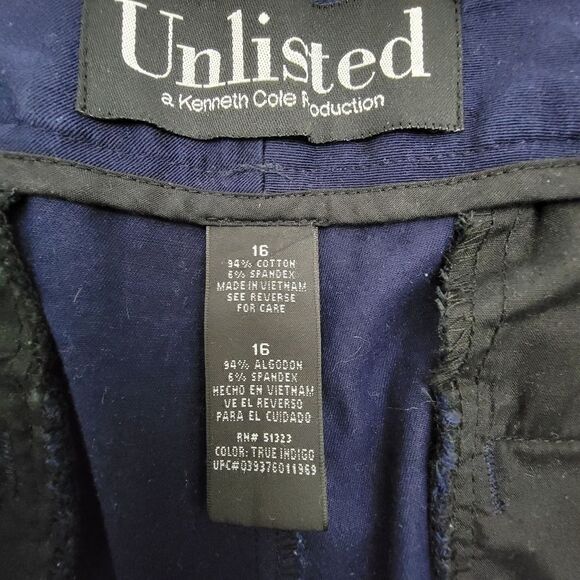 Unlisted
a Kenneth Cole Production
16
94% COTTON
6% SPANDEX
MADE IN VIETNAM
SEE REVERSE
FOR CARE
16
94% ALGODON
6% SPANDEX
HECHO EN VIETNAM
VE EL REVERSO
PARA EL CUIDADO
RN# 51323
COLOR: TRUE INDIGO
UPC#039376011969